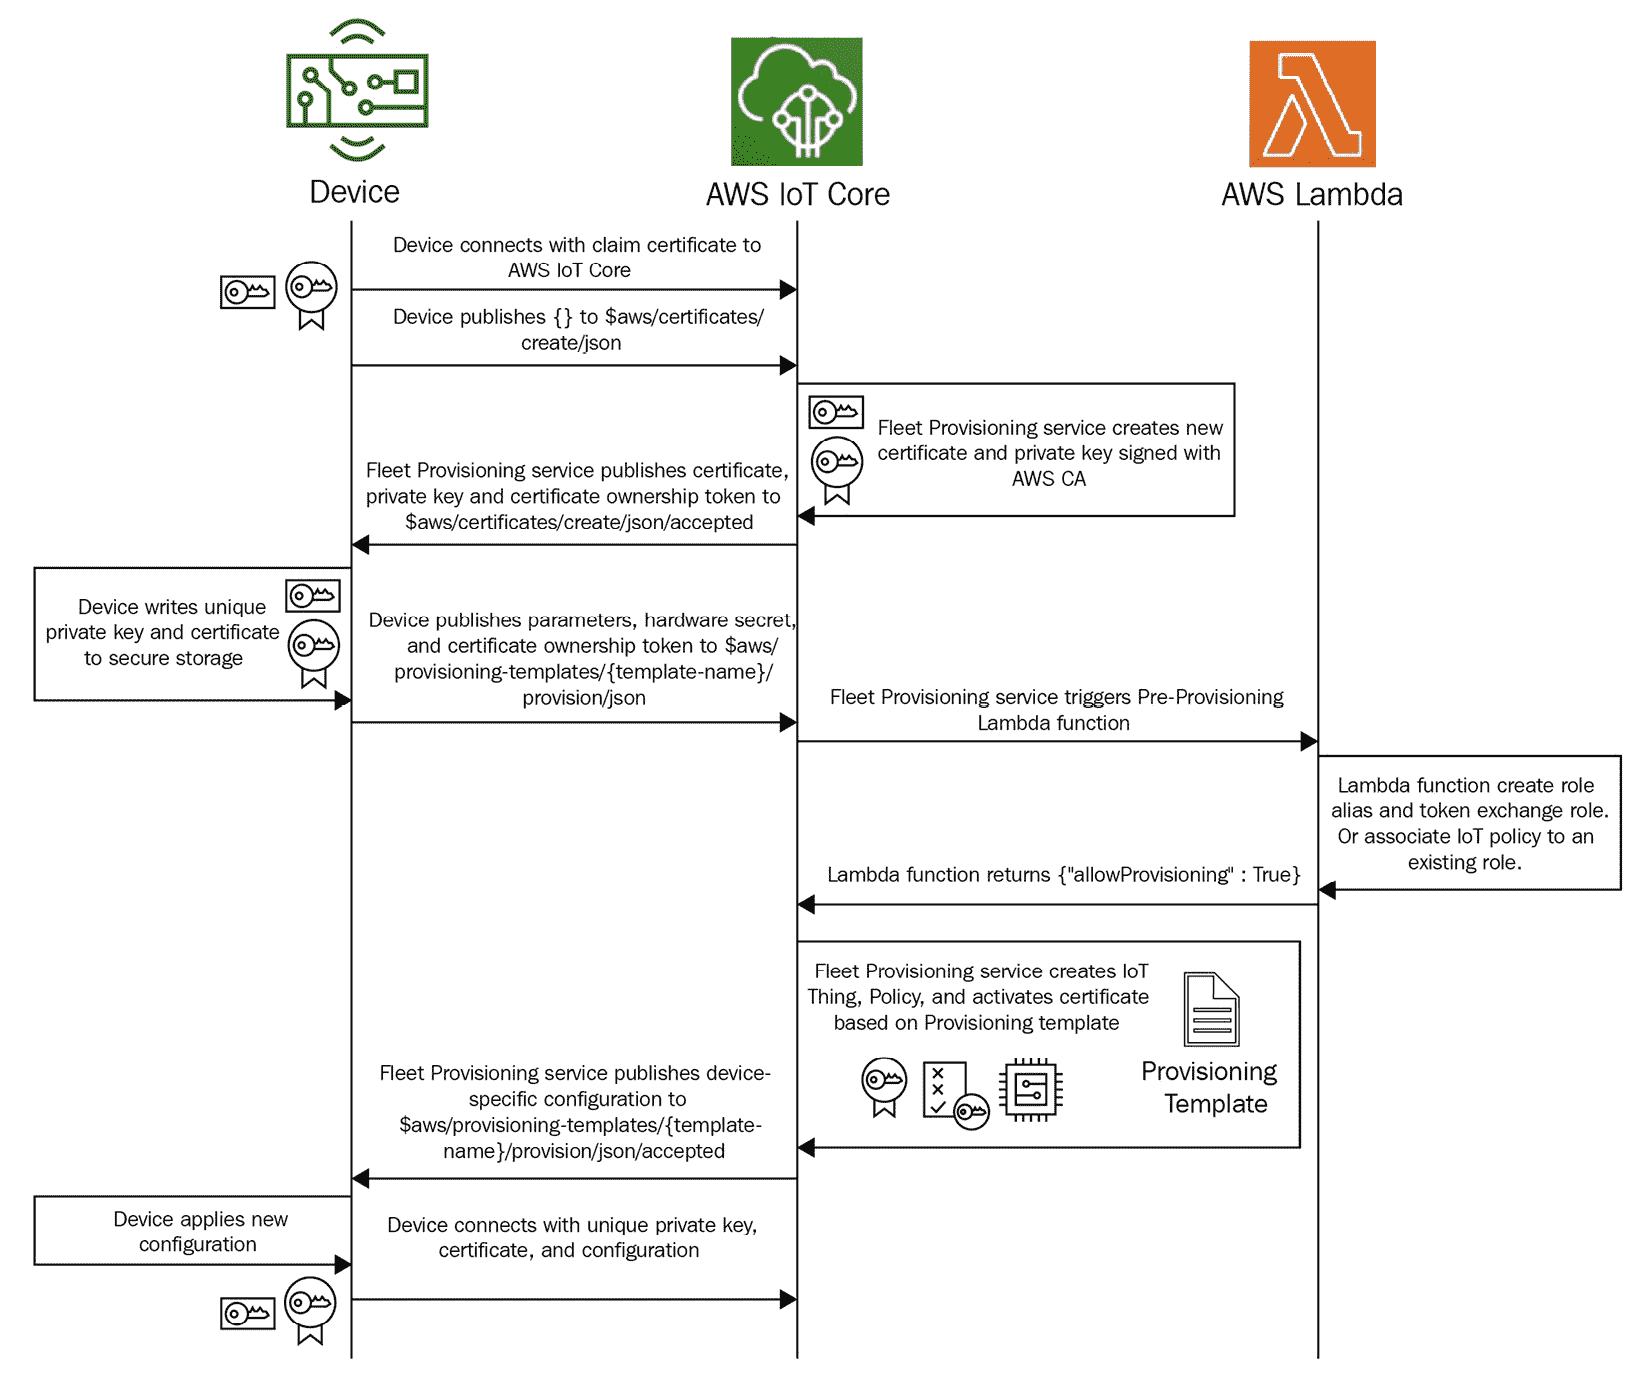 Device
AWS IoT Core
AWS Lambda
Device connects with claim certificate to
AWS IoT Core
Device publishes {} to $aws/certificates/
create/json
Fleet Provisioning service creates new
certificate and private key signed with
AWS CA
Fleet Provisioning service publishes certificate,
private key and certificate ownership token to
$aws/certificates/create/json/accepted
Device writes unique
private key and certificate
to secure storage
Device publishes parameters, hardware secret,
and certificate ownership token to $aws/
provisioning-templates/{template-name}/
provision/json
Fleet Provisioning service triggers Pre-Provisioning
Lambda function
Lambda function create role
alias and token exchange role.
Or associate IoT policy to an
existing role.
Lambda function returns {"allowProvisioning" : True}
Fleet Provisioning service creates IoT
Thing, Policy, and activates certificate
based on Provisioning template
Provisioning
Template
Fleet Provisioning service publishes device-
specific configuration to
$aws/provisioning-templates/{template-
name}/provision/json/accepted
Device applies new
configuration
Device connects with unique private key,
certificate, and configuration